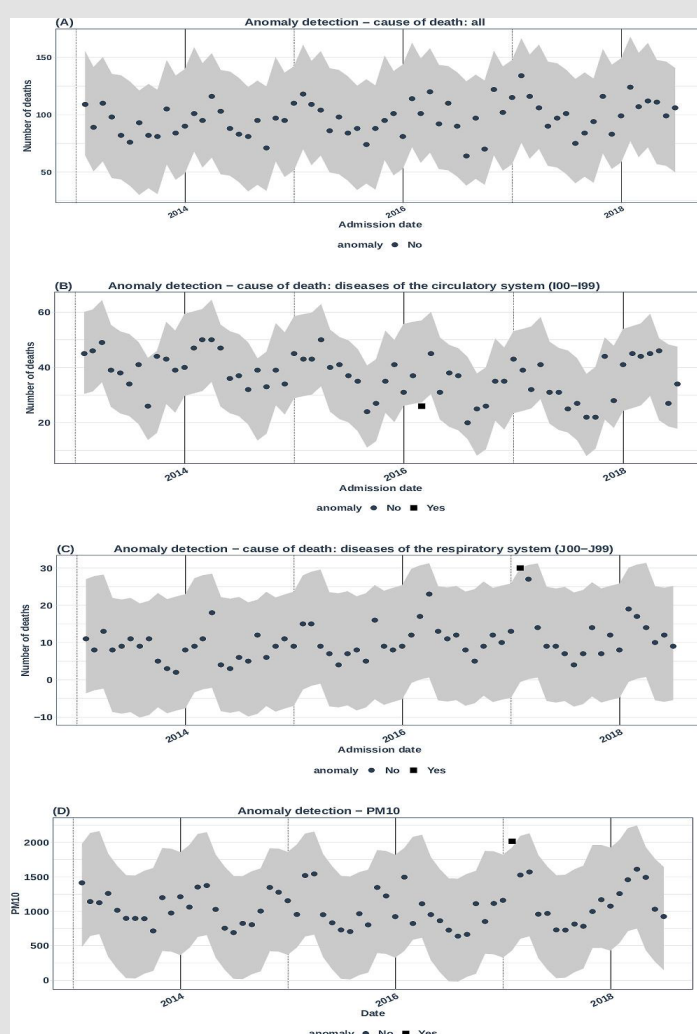 (A) Anomaly detection − cause of death: all
Number of deaths
150
100
50
2014 2016 2018
Admission date
anomaly No
(B) Anomaly detection − cause of death: diseases of the circulatory system (I00−I99)
Number of deaths
60
40
20
2014 2016 2018
Admission date
anomaly No Yes
(C) Anomaly detection − cause of death: diseases of the respiratory system (J00−J99)
Number of deaths
30
20
10
0
−10
2014 2016 2018
Admission date
anomaly No Yes
(D) Anomaly detection − PM10
PM10
2000
1500
1000
500
0
2014 2016 2018
Date
anomaly No Yes